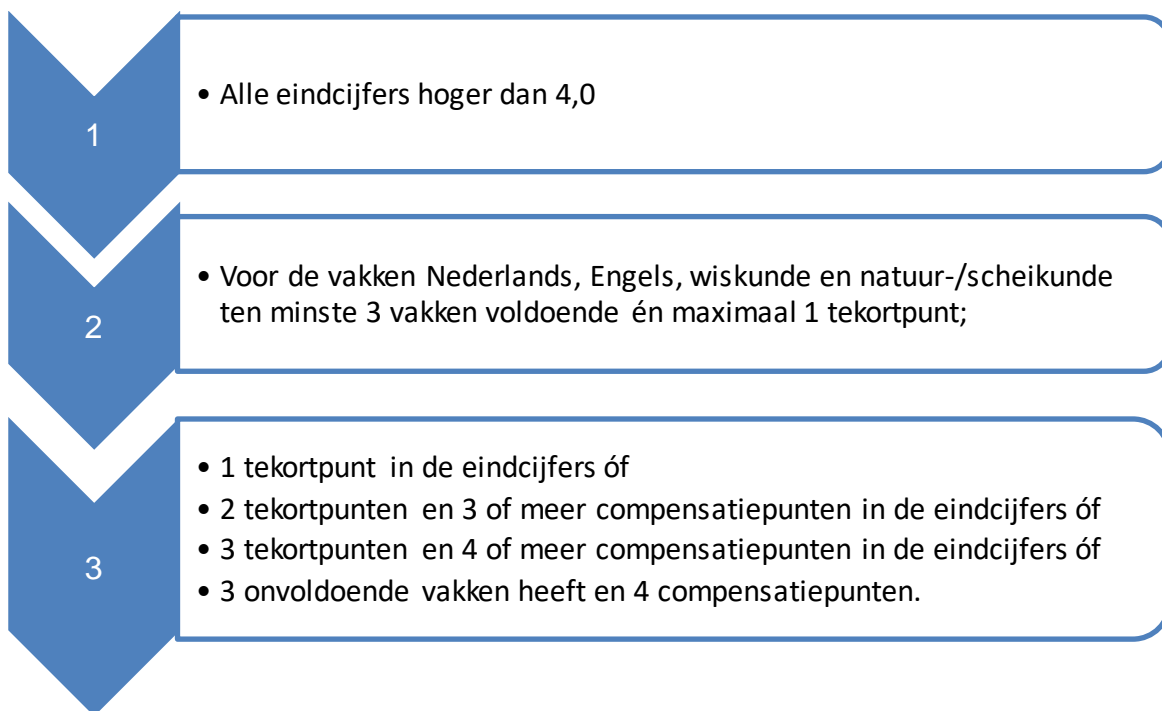 1
• Alle eindcijfers hoger dan 4,0
2
• Voor de vakken Nederlands, Engels, wiskunde en natuur-/scheikunde
ten minste 3 vakken voldoende én maximaal 1 tekortpunt;
3
• 1 tekortpunt in de eindcijfers óf
• 2 tekortpunten en 3 of meer compensatiepunten in de eindcijfers óf
• 3 tekortpunten en 4 of meer compensatiepunten in de eindcijfers óf
• 3 onvoldoende vakken heeft en 4 compensatiepunten.